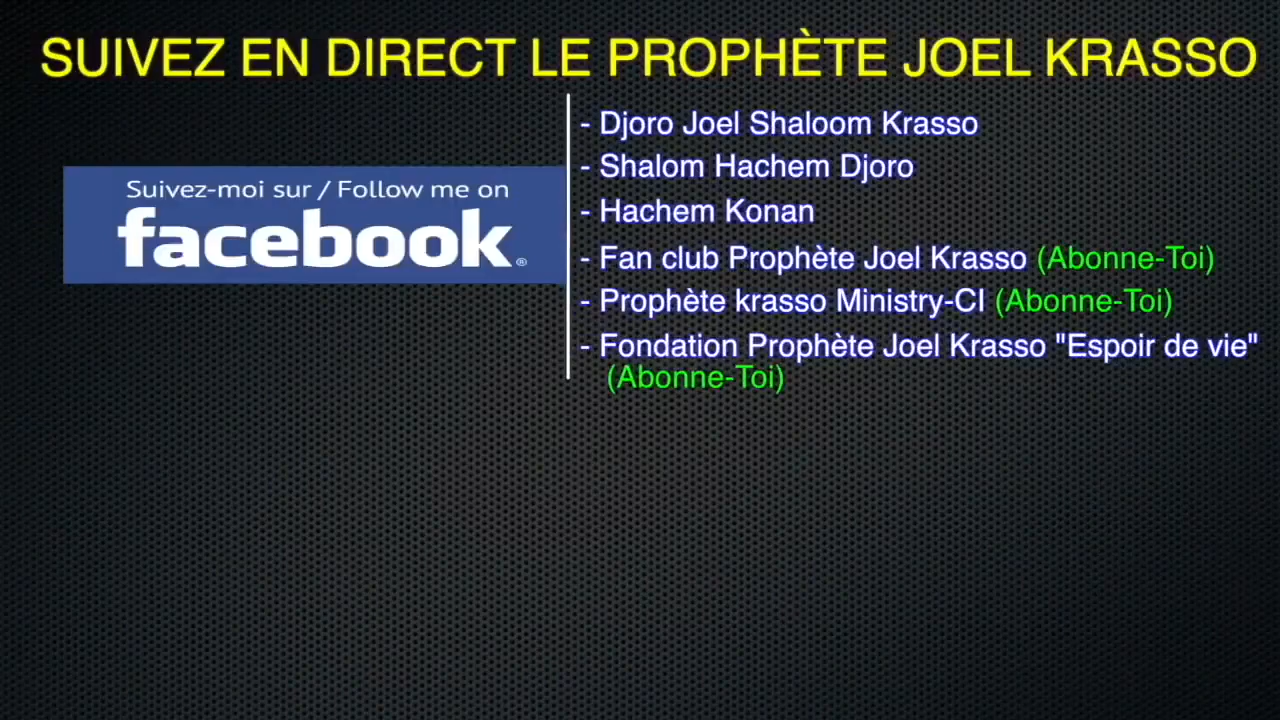 SUIVEZ EN DIRECT LE PROPHÈTE JOEL KRASSO
Suivez-moi sur / Follow me on
facebook®
- Djoro Joel Shaloom Krasso
- Shalom Hachem Djoro
- Hachem Konan
- Fan club Prophète Joel Krasso (Abonne-Toi)
- Prophète krasso Ministry-CI (Abonne-Toi)
- Fondation Prophète Joel Krasso "Espoir de vie"
(Abonne-Toi)